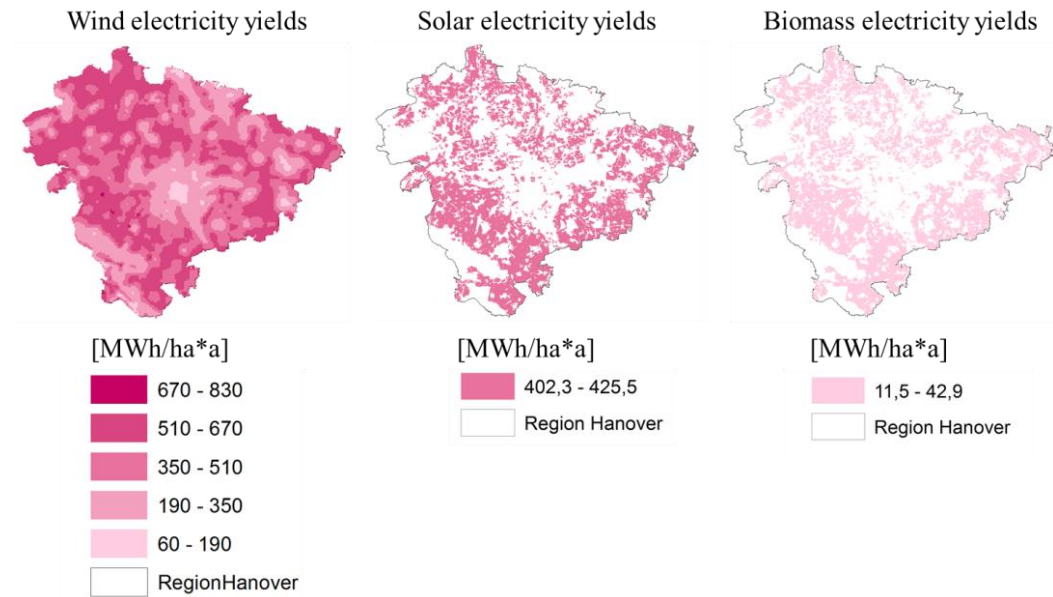 Wind electricity yields
Solar electricity yields
Biomass electricity yields
[MWh/ha*a]
670 - 830
510 - 670
350 - 510
190 - 350
60 - 190
RegionHanover
[MWh/ha*a]
402,3 - 425,5
Region Hanover
[MWh/ha*a]
11,5 - 42,9
Region Hanover